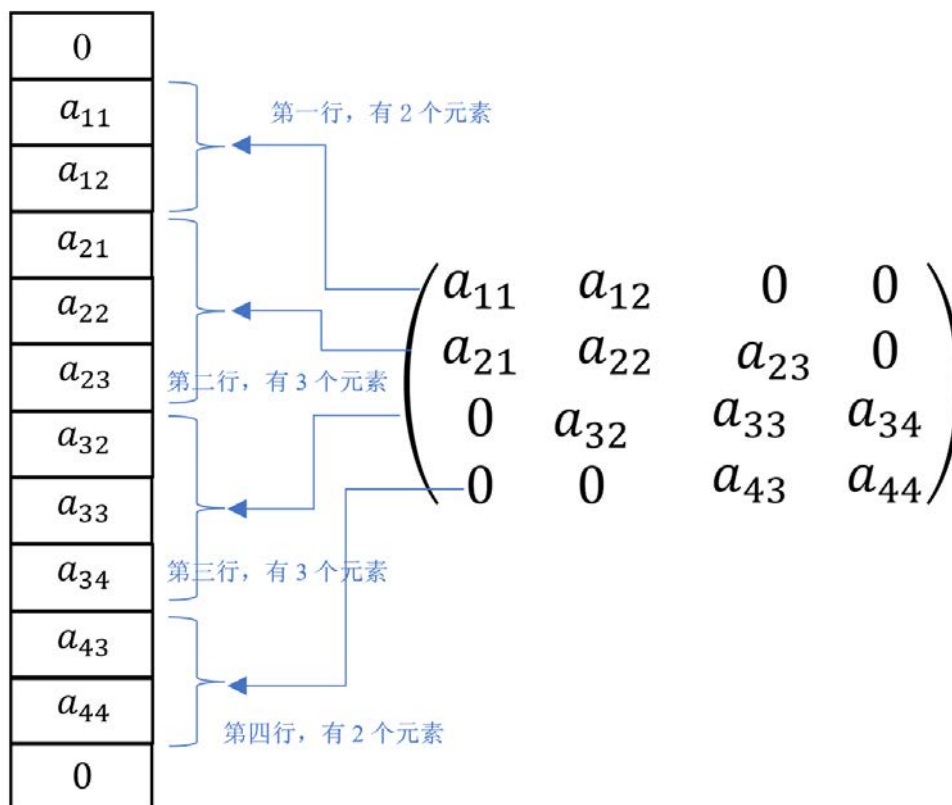 0
a₁₁
a₁₂
a₂₁
a₂₂
a₂₃
a₃₂
a₃₃
a₃₄
a₄₃
a₄₄
0
第一行，有 2 个元素
第二行，有 3 个元素
第三行，有 3 个元素
第四行，有 2 个元素
a₁₁ a₁₂ 0 0
a₂₁ a₂₂ a₂₃ 0
0 a₃₂ a₃₃ a₃₄
0 0 a₄₃ a₄₄